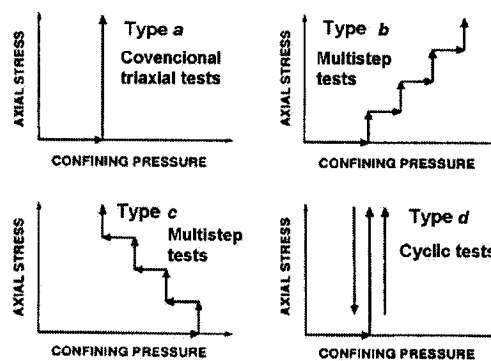 Type a
Covencional
triaxial tests
AXIAL STRESS
CONFINING PRESSURE
Type b
Multistep
tests
AXIAL STRESS
CONFINING PRESSURE
Type c
Multistep
tests
AXIAL STRESS
CONFINING PRESSURE
Type d
Cyclic tests
AXIAL STRESS
CONFINING PRESSURE